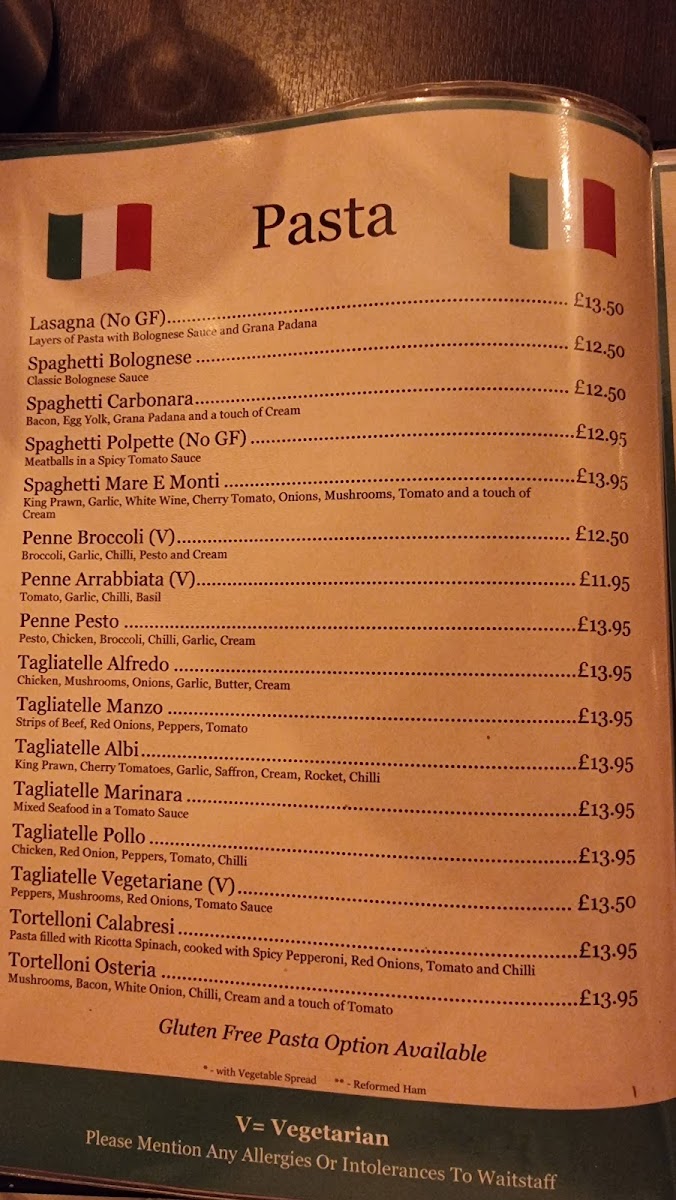 Pasta
Lasagna (No GF)........................................................ £13.50
Layers of Pasta with Bolognese Sauce and Grana Padana
Spaghetti Bolognese ........................................................ £12.50
Classic Bolognese Sauce
Spaghetti Carbonara........................................................ £12.50
Bacon, Egg Yolk, Grana Padana and a touch of Cream
Spaghetti Polpette (No GF) ........................................................£12.95
Meatballs in a Spicy Tomato Sauce
Spaghetti Mare E Monti ........................................................£13.95
King Prawn, Garlic, White Wine, Cherry Tomato, Onions, Mushrooms, Tomato and a touch of
Cream
Penne Broccoli (V)........................................................ £12.50
Broccoli, Garlic, Chilli, Pesto and Cream
Penne Arrabbiata (V)........................................................£11.95
Tomato, Garlic, Chilli, Basil
Penne Pesto ........................................................£13.95
Pesto, Chicken, Broccoli, Chilli, Garlic, Cream
Tagliatelle Alfredo ........................................................£13.95
Chicken, Mushrooms, Onions, Garlic, Butter, Cream
Tagliatelle Manzo ........................................................£13.95
Strips of Beef, Red Onions, Peppers, Tomato
Tagliatelle Albi........................................................£13.95
King Prawn, Cherry Tomatoes, Garlic, Saffron, Cream, Rocket, Chilli
Tagliatelle Marinara ........................................................£13.95
Mixed Seafood in a Tomato Sauce
Tagliatelle Pollo ........................................................£13.95
Chicken, Red Onion, Peppers, Tomato, Chilli
Tagliatelle Vegetariane (V)........................................................ £13.50
Peppers, Mushrooms, Red Onions, Tomato Sauce
Tortelloni Calabresi ........................................................£13.95
Pasta filled with Ricotta Spinach, cooked with Spicy Pepperoni, Red Onions, Tomato and Chilli
Tortelloni Osteria ........................................................£13.95
Mushrooms, Bacon, White Onion, Chilli, Cream and a touch of Tomato
Gluten Free Pasta Option Available
* - with Vegetable Spread ** - Reformed Ham
V= Vegetarian
Please Mention Any Allergies Or Intolerances To Waitstaff